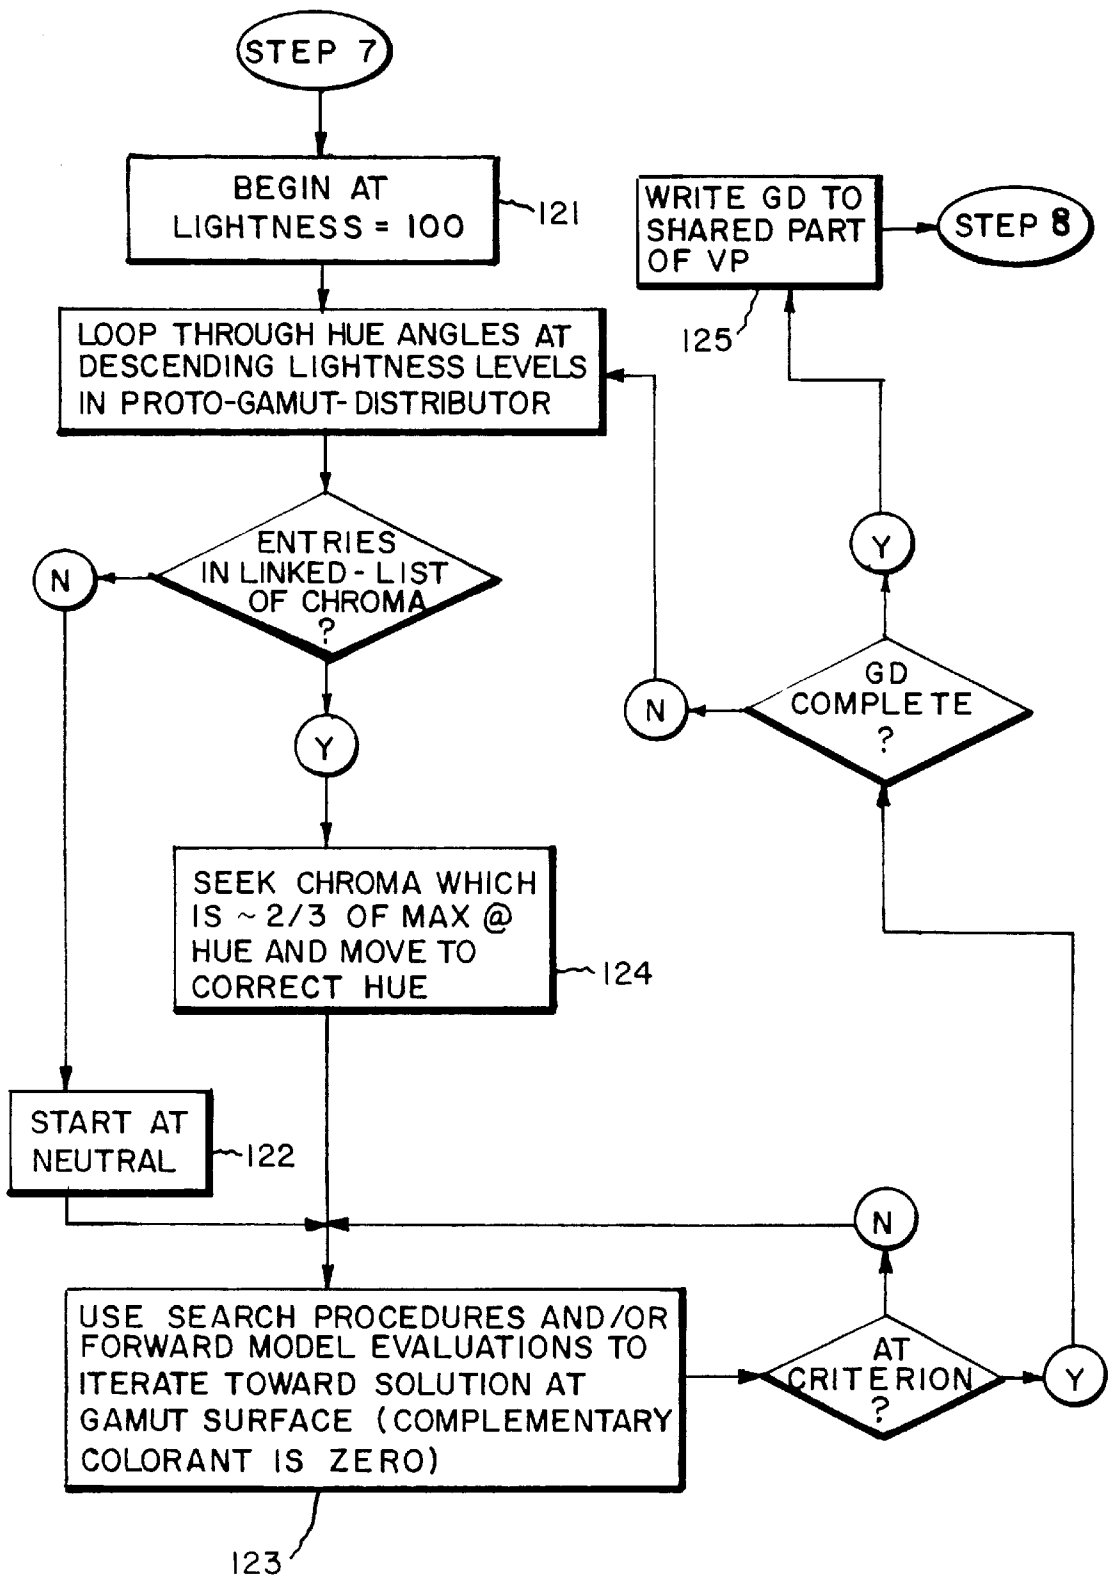 STEP 7
BEGIN AT
LIGHTNESS = 100
121
LOOP THROUGH HUE ANGLES AT
DESCENDING LIGHTNESS LEVELS
IN PROTO-GAMUT-DISTRIBUTOR
ENTRIES
IN LINKED-LIST
OF CHROMA
?
N
Y
SEEK CHROMA WHICH
IS ~ 2/3 OF MAX @
HUE AND MOVE TO
CORRECT HUE
124
START AT
NEUTRAL
122
USE SEARCH PROCEDURES AND/OR
FORWARD MODEL EVALUATIONS TO
ITERATE TOWARD SOLUTION AT
GAMUT SURFACE (COMPLEMENTARY
COLORANT IS ZERO)
123
AT
CRITERION
?
N
Y
GD
COMPLETE
?
N
Y
WRITE GD TO
SHARED PART
OF VP
125
STEP 8